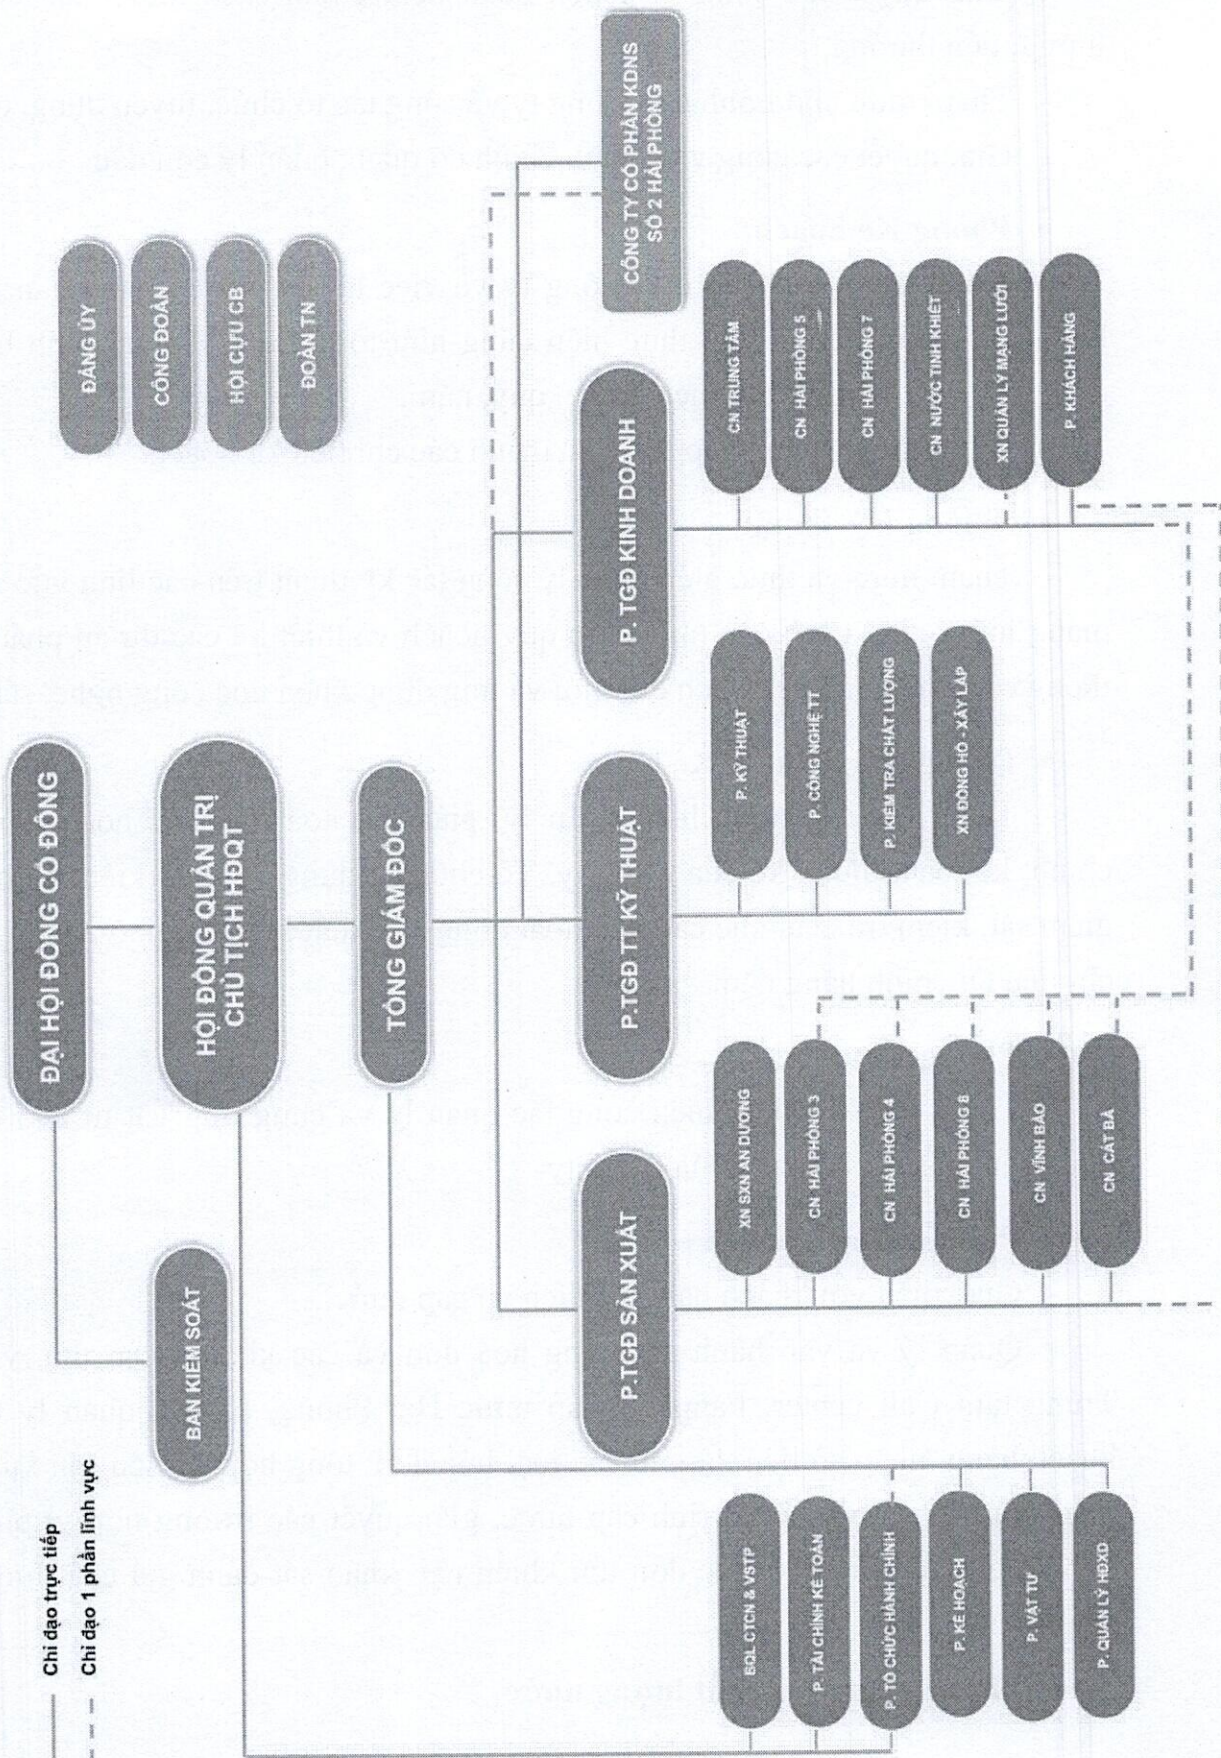 Chỉ đạo trực tiếp
Chỉ đạo 1 phần lĩnh vực
ĐẠI HỘI ĐỒNG CỔ ĐÔNG
HỘI ĐỒNG QUẢN TRỊ
CHỦ TỊCH HĐQT
BAN KIỂM SOÁT
TỔNG GIÁM ĐỐC
ĐẢNG ỦY
CÔNG ĐOÀN
HỘI CỰU CB
ĐOÀN TN
P.TGĐ SẢN XUẤT
P.TGĐ TT KỸ THUẬT
P. TGĐ KINH DOANH
CÔNG TY CỔ PHẦN KDNS
SỐ 2 HẢI PHÒNG
BQL CTCN & VSTP
P. TÀI CHÍNH KẾ TOÁN
P. TỔ CHỨC HÀNH CHÍNH
P. KẾ HOẠCH
P. VẬT TƯ
P. QUẢN LÝ HĐXD
XN SXN AN DƯƠNG
CN HẢI PHÒNG 3
CN HẢI PHÒNG 4
CN HẢI PHÒNG 8
CN VĨNH BẢO
CN CÁT BÀ
P. KỸ THUẬT
P. CÔNG NGHỆ TT
P. KIỂM TRA CHẤT LƯỢNG
XN ĐỒNG HỒ - XÂY LẮP
CN TRUNG TÂM
CN HẢI PHÒNG 5
CN HẢI PHÒNG 7
CN NƯỚC TINH KHIẾT
XN QUẢN LÝ MẠNG LƯỚI
P. KHÁCH HÀNG